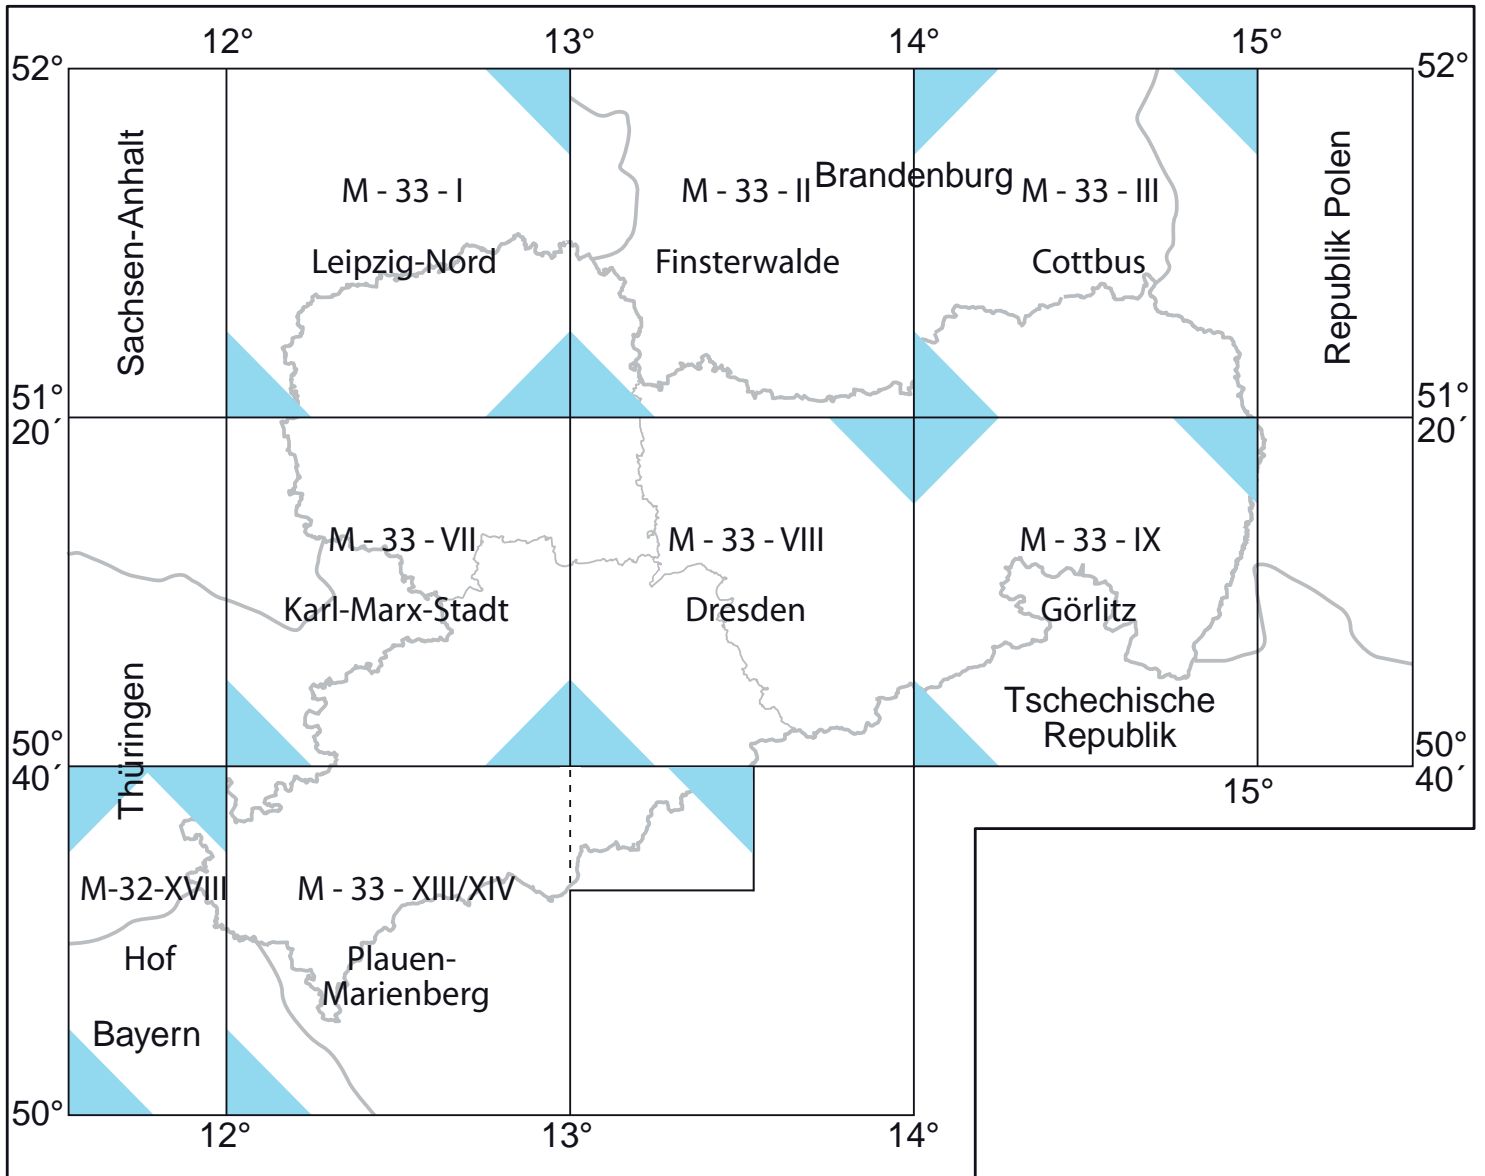 12°
13°
14°
15°
52°
52°
Sachsen-Anhalt
M - 33 - I
Leipzig-Nord
M - 33 - II
Finsterwalde
Brandenburg
M - 33 - III
Cottbus
Republik Polen
51°
20´
51°
20´
M - 33 - VII
Karl-Marx-Stadt
M - 33 - VIII
Dresden
M - 33 - IX
Görlitz
Thüringen
Tschechische
Republik
50°
40´
50°
40´
15°
M-32-XVIII
Hof
Bayern
M - 33 - XIII/XIV
Plauen-
Marienberg
50°
12°
13°
14°